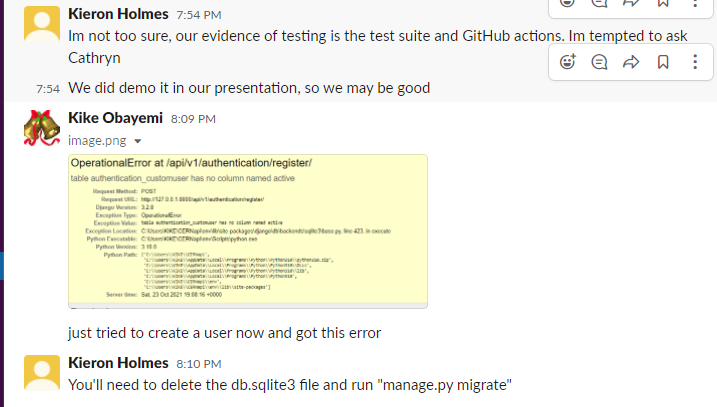 Kieron Holmes 7:54 PM
Im not too sure, our evidence of testing is the test suite and GitHub actions. Im tempted to ask
Cathryn
7:54 We did demo it in our presentation, so we may be good
Kike Obayemi 8:09 PM
image.png
OperationalError at /api/v1/authentication/register/
table authentication_customuser has no column named active
Request Method: POST
Request URL: http://127.0.0.1:8000/api/v1/authentication/register/
Django Version: 3.2.8
Exception Type: OperationalError
Exception Value: table authentication_customuser has no column named active
Exception Location:
Python Executable:
Python Version:
Python Path:
Server time: Sat, 23 Oct 2021 19:08:16 +0000
just tried to create a user now and got this error
Kieron Holmes 8:10 PM
You'll need to delete the db.sqlite3 file and run "manage.py migrate"